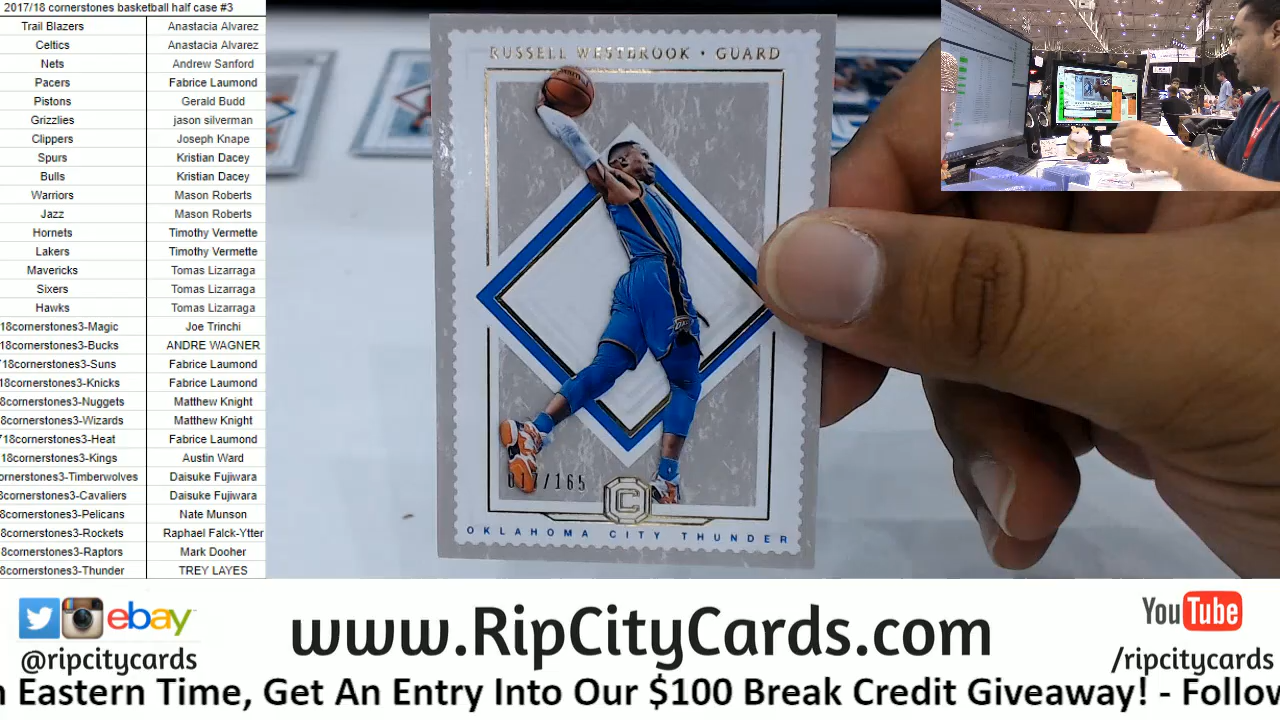 2017/18 cornerstones basketball half case #3
Trail Blazers Anastacia Alvarez
Celtics Anastacia Alvarez
Nets Andrew Sanford
Pacers Fabrice Laumond
Pistons Gerald Budd
Grizzlies jason silverman
Clippers Joseph Knape
Spurs Kristian Dacey
Bulls Kristian Dacey
Warriors Mason Roberts
Jazz Mason Roberts
Hornets Timothy Vermette
Lakers Timothy Vermette
Mavericks Tomas Lizarraga
Sixers Tomas Lizarraga
Hawks Tomas Lizarraga
18cornerstones3-Magic Joe Trinchi
8cornerstones3-Bucks ANDRE WAGNER
/18cornerstones3-Suns Fabrice Laumond
18cornerstones3-Knicks Fabrice Laumond
8cornerstones3-Nuggets Matthew Knight
8cornerstones3-Wizards Matthew Knight
/18cornerstones3-Heat Fabrice Laumond
18cornerstones3-Kings Austin Ward
ornerstones3-Timberwolves Daisuke Fujiwara
8cornerstones3-Cavaliers Daisuke Fujiwara
8cornerstones3-Pelicans Nate Munson
8cornerstones3-Rockets Raphael Falck-Ytter
8cornerstones3-Raptors Mark Dooher
8cornerstones3-Thunder TREY LAYES
RUSSELL WESTBROOK • GUARD
017/165
C
OKLAHOMA CITY THUNDER
ebay
@ripcitycards
www.RipCityCards.com
YouTube
/ripcitycards
n Eastern Time, Get An Entry Into Our $100 Break Credit Giveaway! - Follow